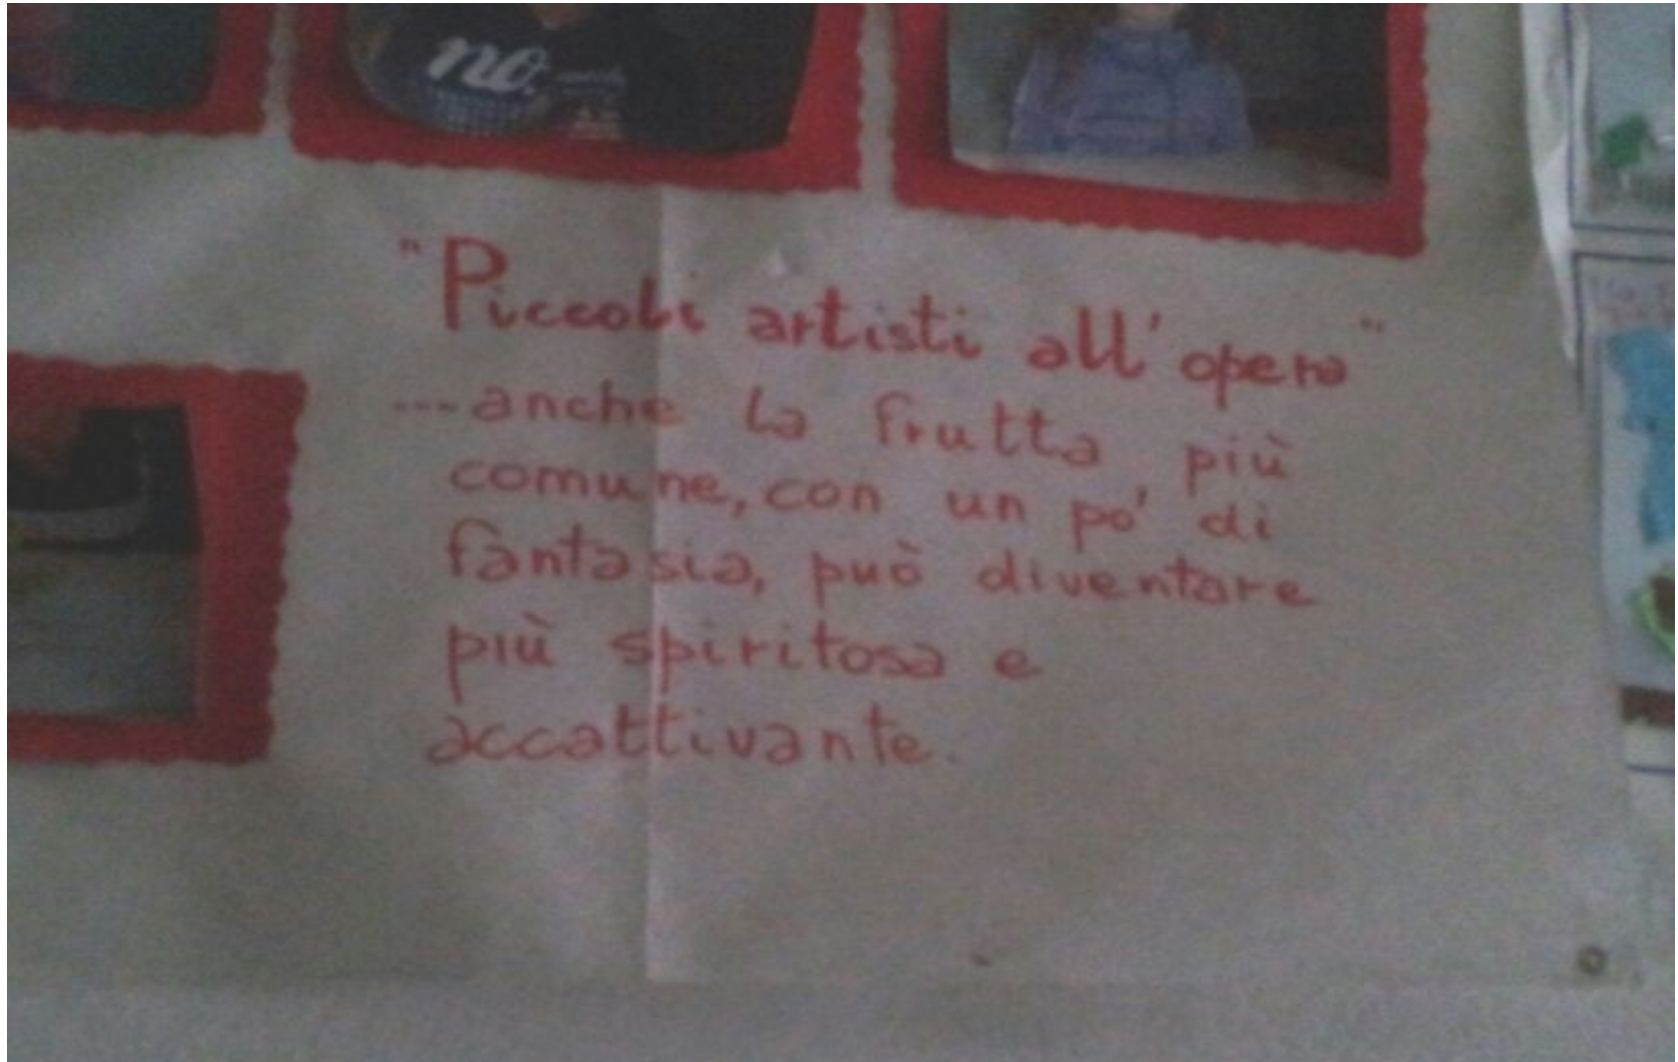 no.
"Piccoli artisti all'opera"
...anche la frutta più
comune, con un po' di
fantasia, può diventare
più spiritosa e
accattivante.